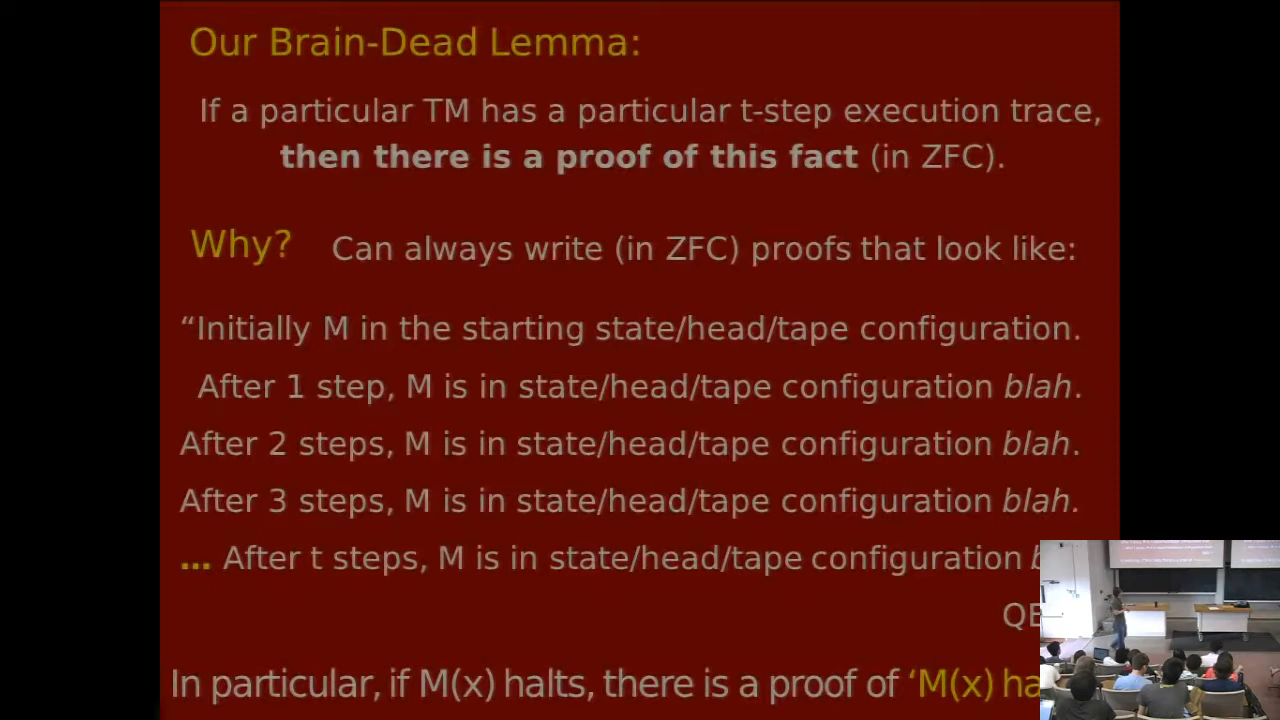 Our Brain-Dead Lemma:
If a particular TM has a particular t-step execution trace,
then there is a proof of this fact (in ZFC).
Why? Can always write (in ZFC) proofs that look like:
“Initially M in the starting state/head/tape configuration.
After 1 step, M is in state/head/tape configuration blah.
After 2 steps, M is in state/head/tape configuration blah.
After 3 steps, M is in state/head/tape configuration blah.
... After t steps, M is in state/head/tape configuration
In particular, if M(x) halts, there is a proof of ‘M(x)